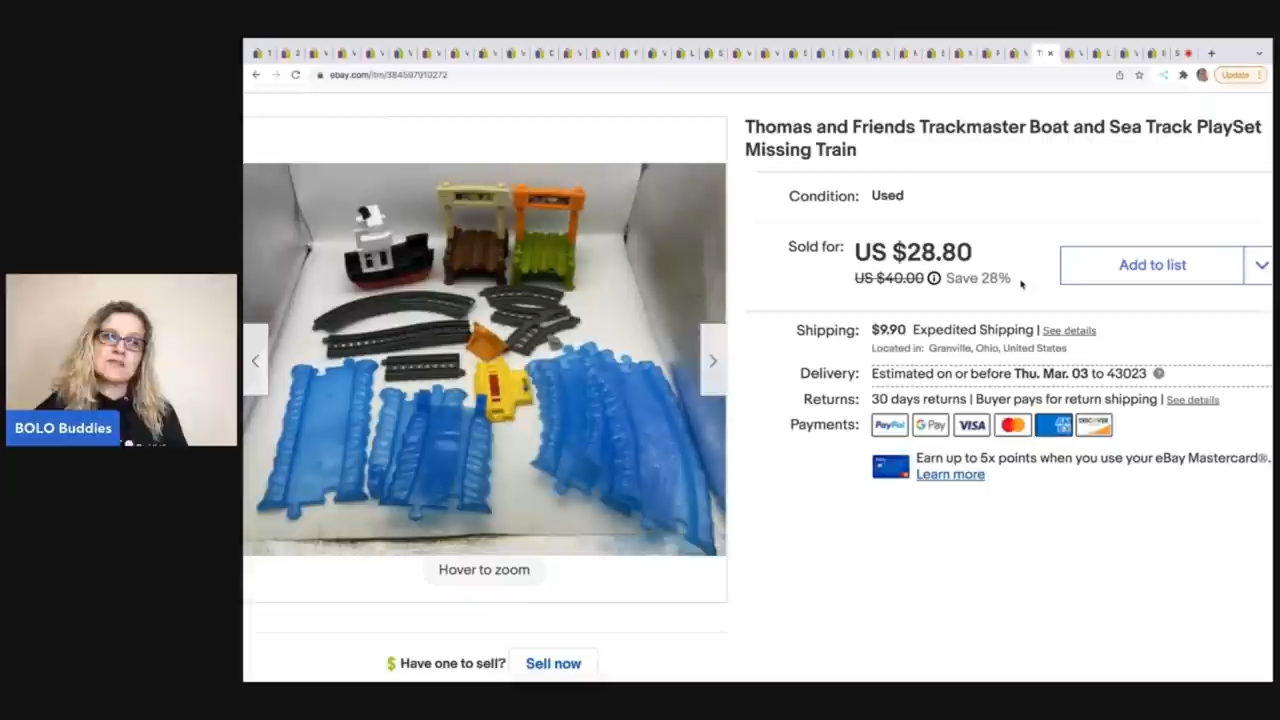 ebay.com/itm/384597910272
Update
Thomas and Friends Trackmaster Boat and Sea Track PlaySet
Missing Train
Condition: Used
Sold for: US $28.80
US $40.00 Save 28%
Add to list
Shipping: $9.90 Expedited Shipping | See details
Located in: Granville, Ohio, United States
Delivery: Estimated on or before Thu. Mar. 03 to 43023
Returns: 30 days returns | Buyer pays for return shipping | See details
Payments: PayPal G Pay VISA DISCOVER
Earn up to 5x points when you use your eBay Mastercard®.
Learn more
Hover to zoom
$ Have one to sell? Sell now
BOLO Buddies